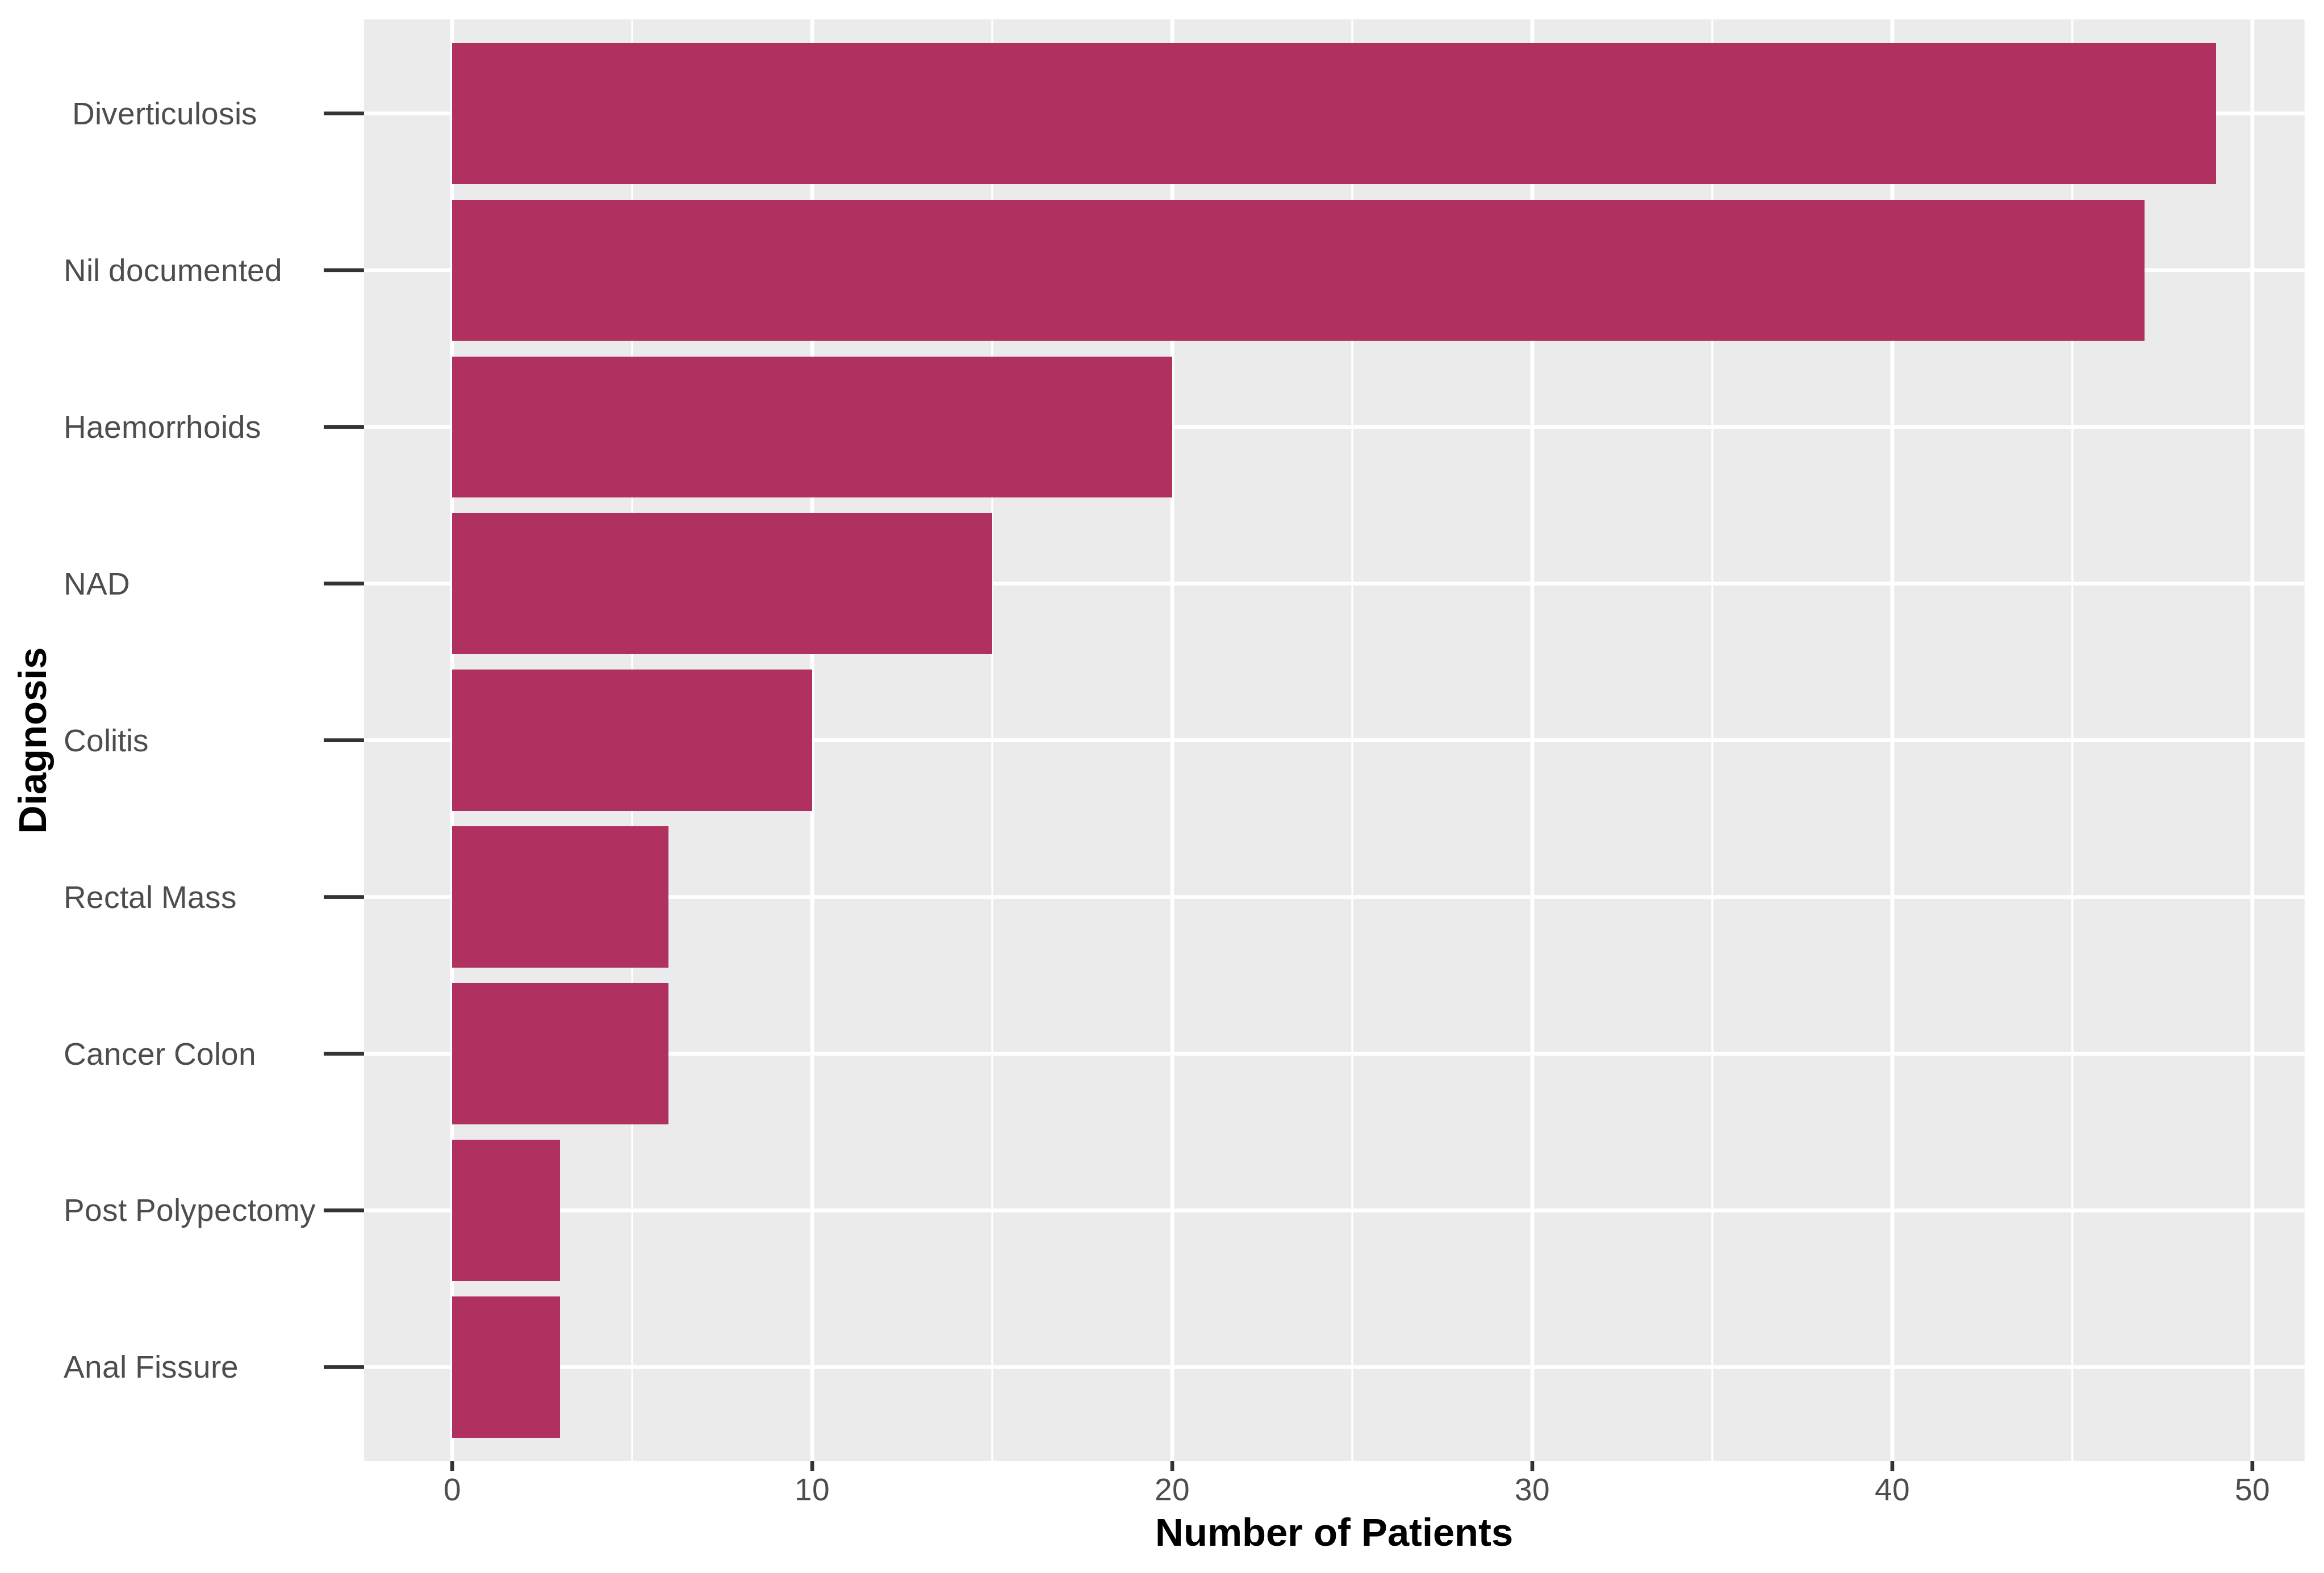 Diagnosis
Diverticulosis
Nil documented
Haemorrhoids
NAD
Colitis
Rectal Mass
Cancer Colon
Post Polypectomy
Anal Fissure
0 10 20 30 40 50
Number of Patients